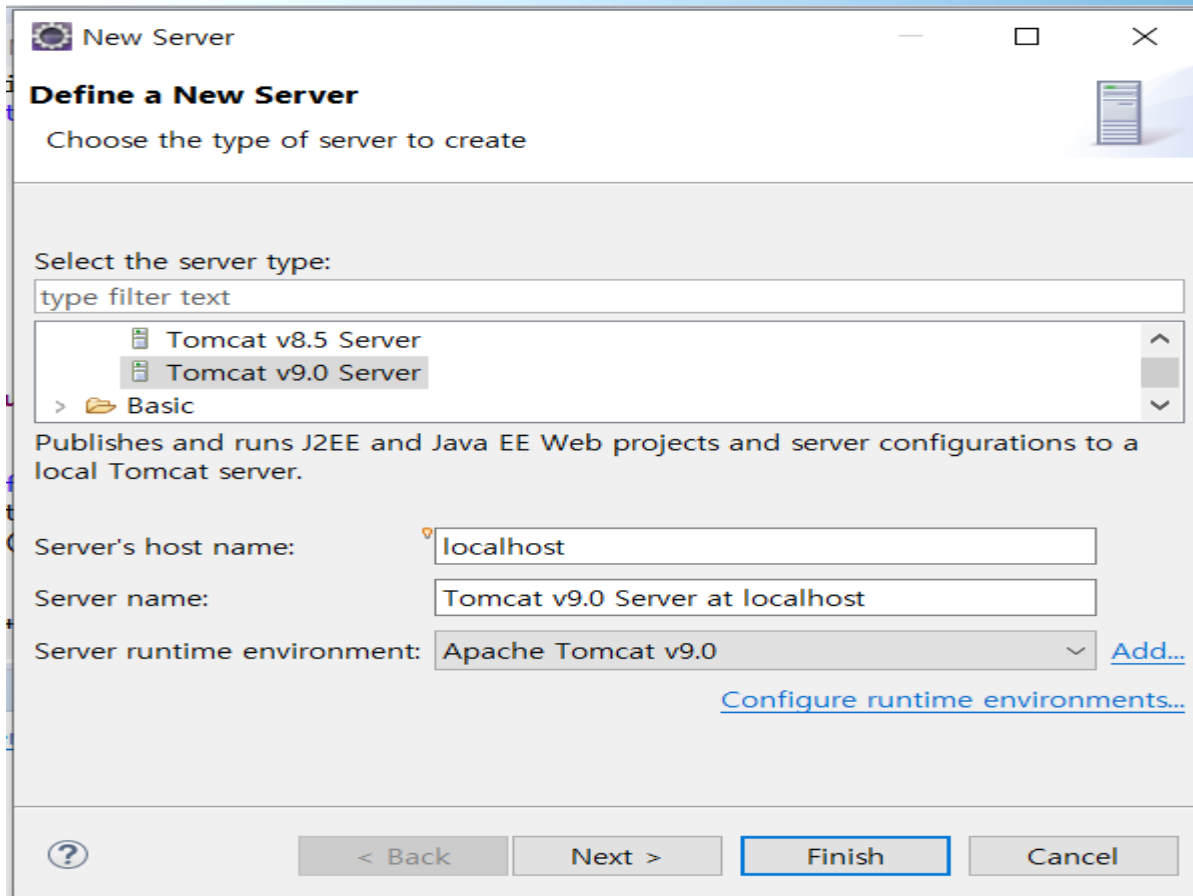 New Server
Define a New Server
Choose the type of server to create
Select the server type:
type filter text
Tomcat v8.5 Server
Tomcat v9.0 Server
> Basic
Publishes and runs J2EE and Java EE Web projects and server configurations to a
local Tomcat server.
Server's host name: localhost
Server name: Tomcat v9.0 Server at localhost
Server runtime environment: Apache Tomcat v9.0 Add...
Configure runtime environments...
? < Back Next > Finish Cancel